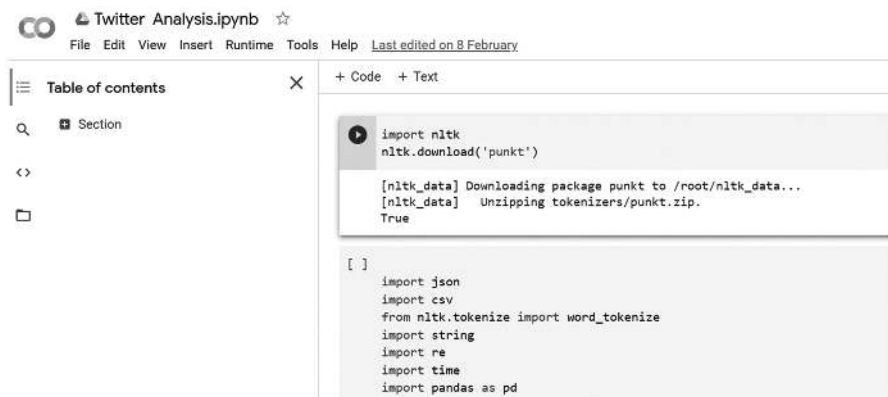 CO Twitter Analysis.ipynb
File Edit View Insert Runtime Tools Help Last edited on 8 February
Table of contents
Section
+ Code + Text
import nltk
nltk.download('punkt')
[nltk_data] Downloading package punkt to /root/nltk_data...
[nltk_data]   Unzipping tokenizers/punkt.zip.
True
[ ]
import json
import csv
from nltk.tokenize import word_tokenize
import string
import re
import time
import pandas as pd